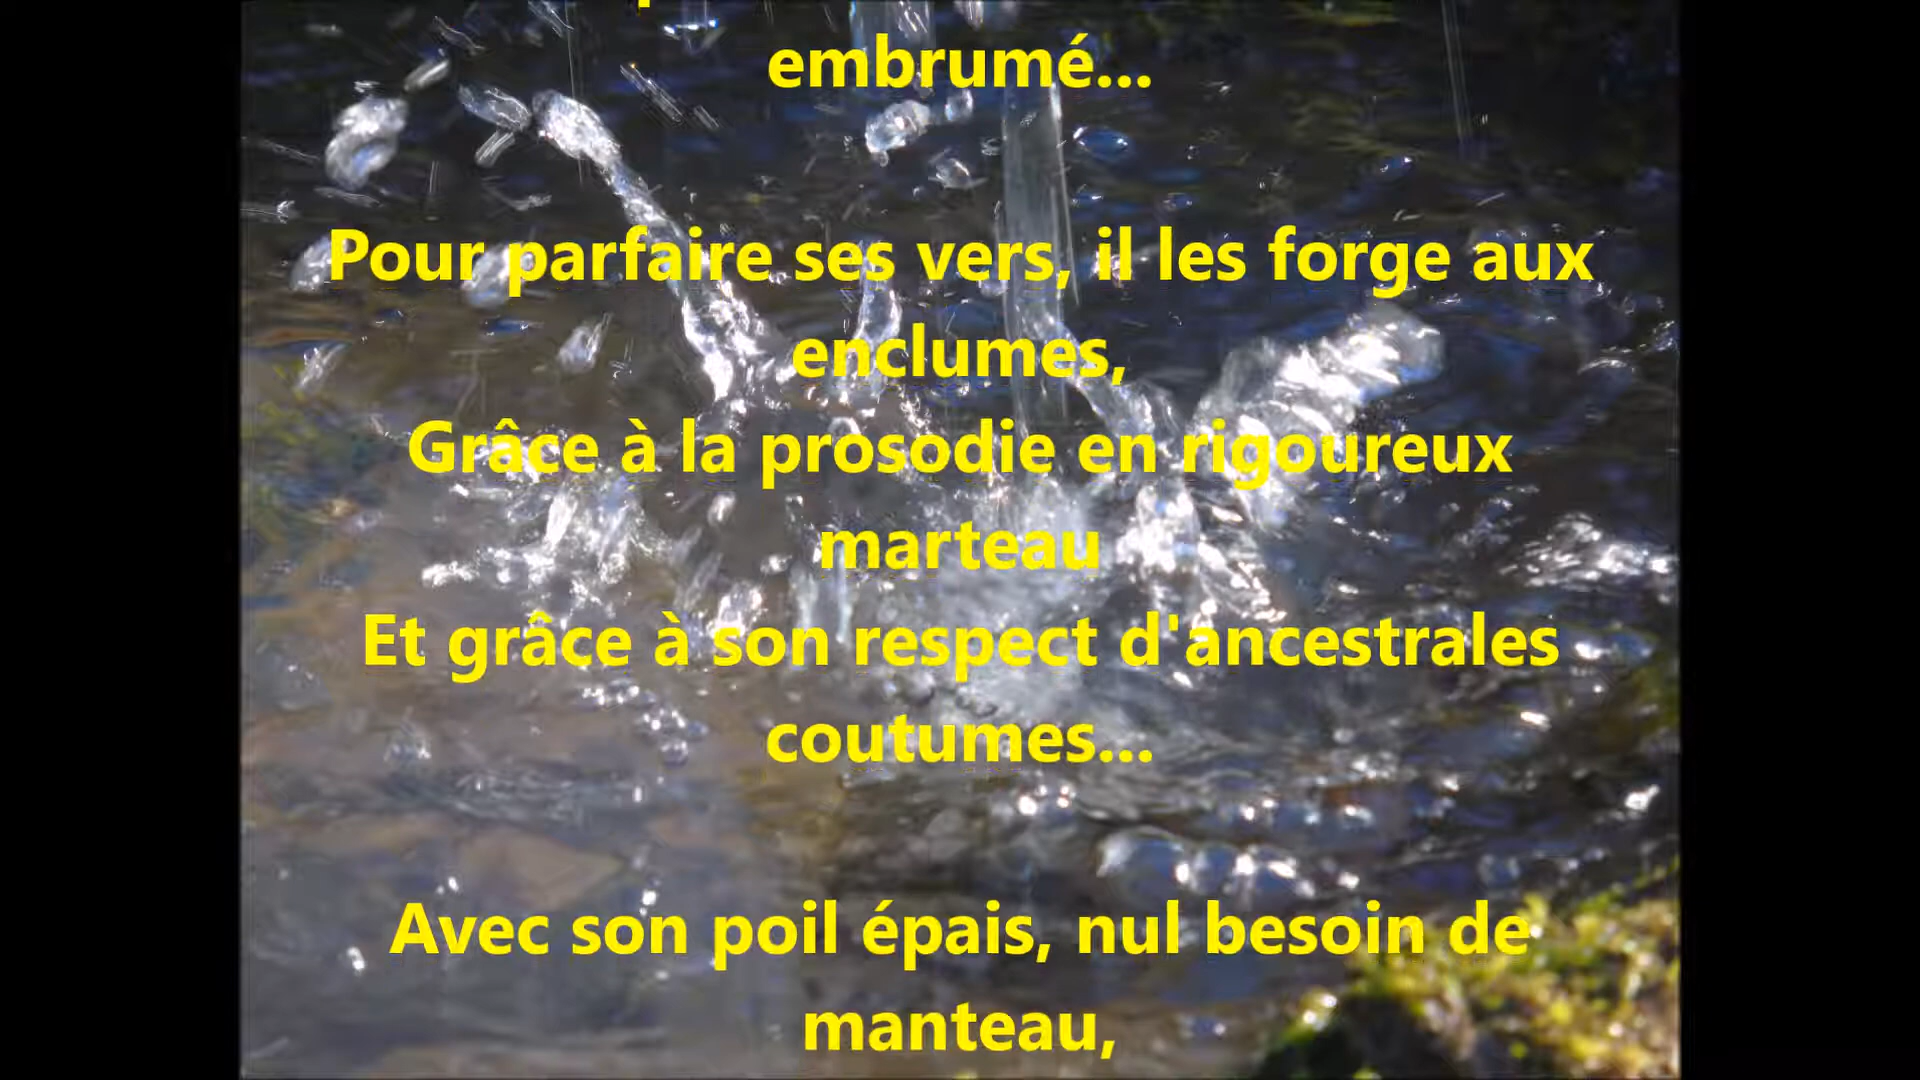 embrumé...
Pour parfaire ses vers, il les forge aux
enclumes,
Grâce à la prosodie en rigoureux
marteau
Et grâce à son respect d'ancestrales
coutumes...
Avec son poil épais, nul besoin de
manteau,